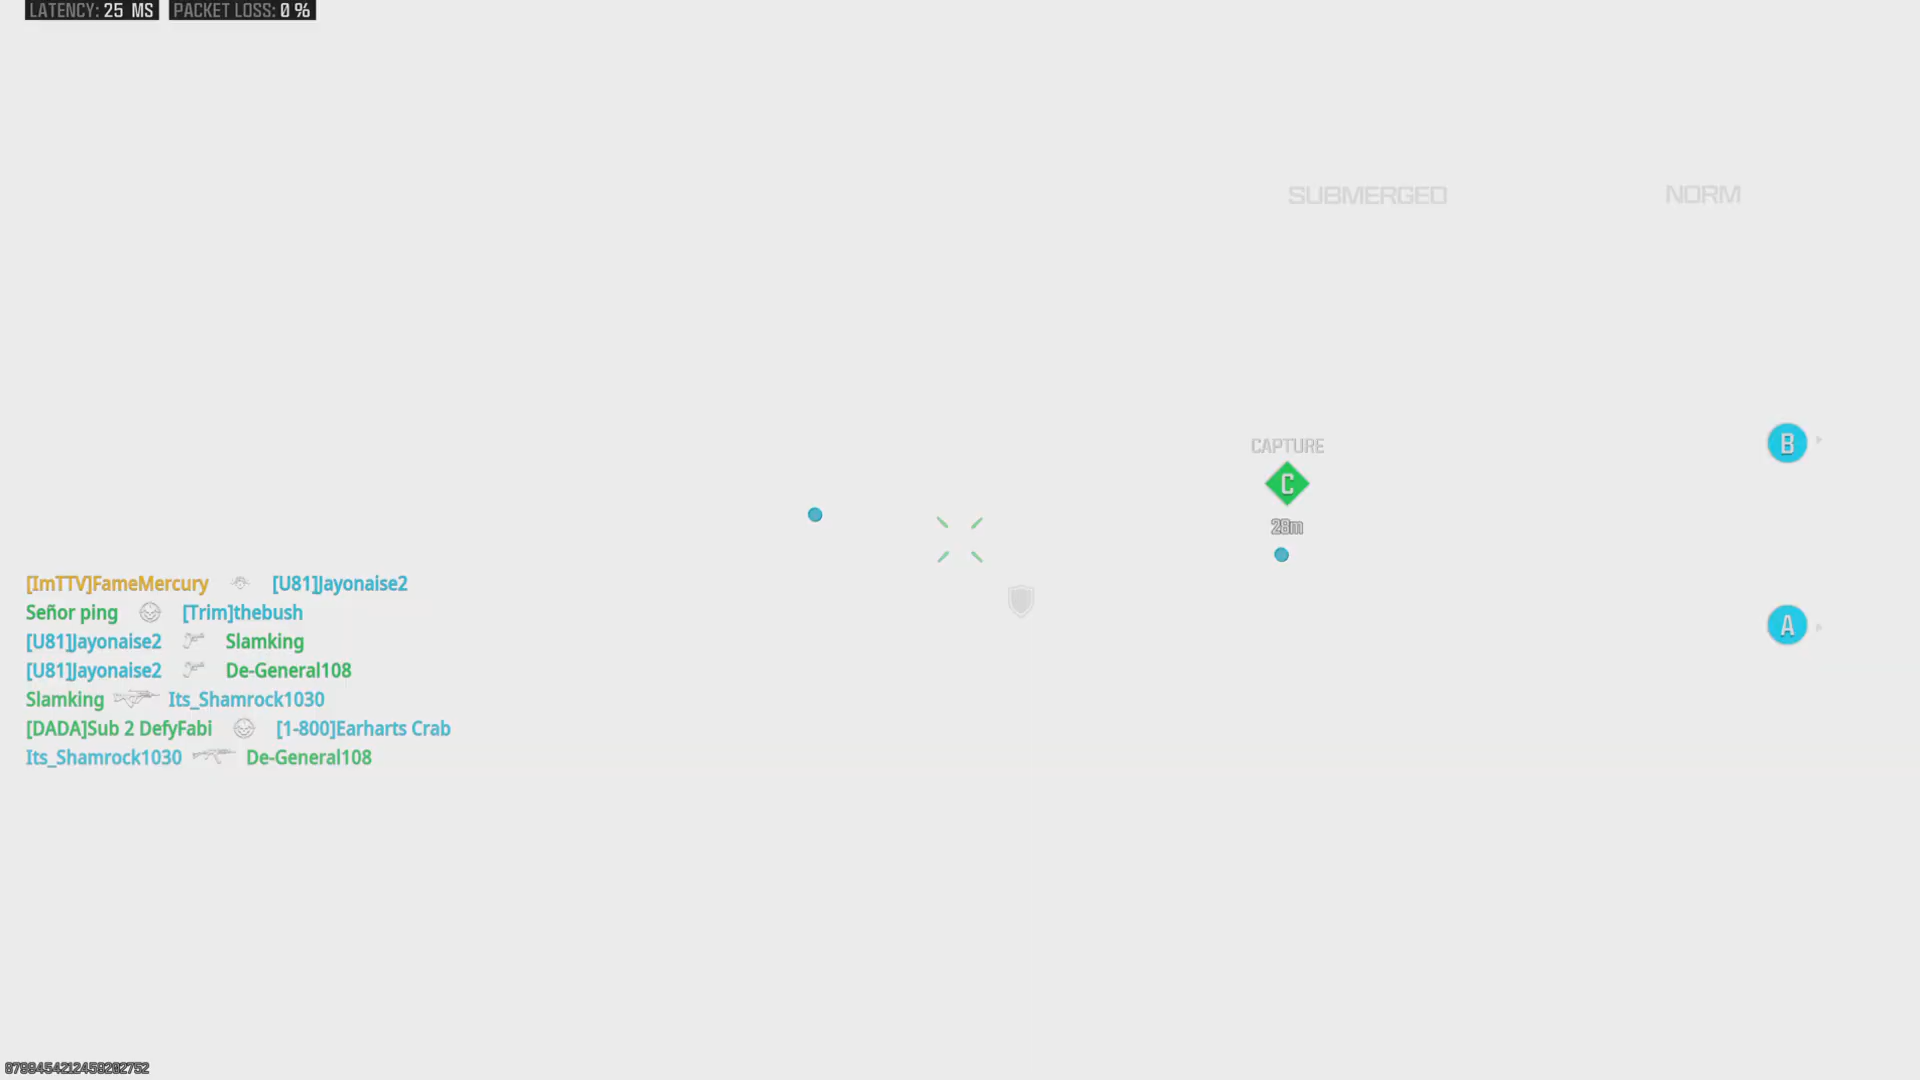 LATENCY: 25 MS PACKET LOSS: 0 %
SUBMERGED NORM
CAPTURE
B
C
28m
[ImTTV]FameMercury [U81]Jayonaise2
Señor ping [Trim]thebush
A
[U81]Jayonaise2 Slamking
[U81]Jayonaise2 De-General108
Slamking Its_Shamrock1030
[DADA]Sub 2 DefyFabi [1-800]Earharts Crab
Its_Shamrock1030 De-General108